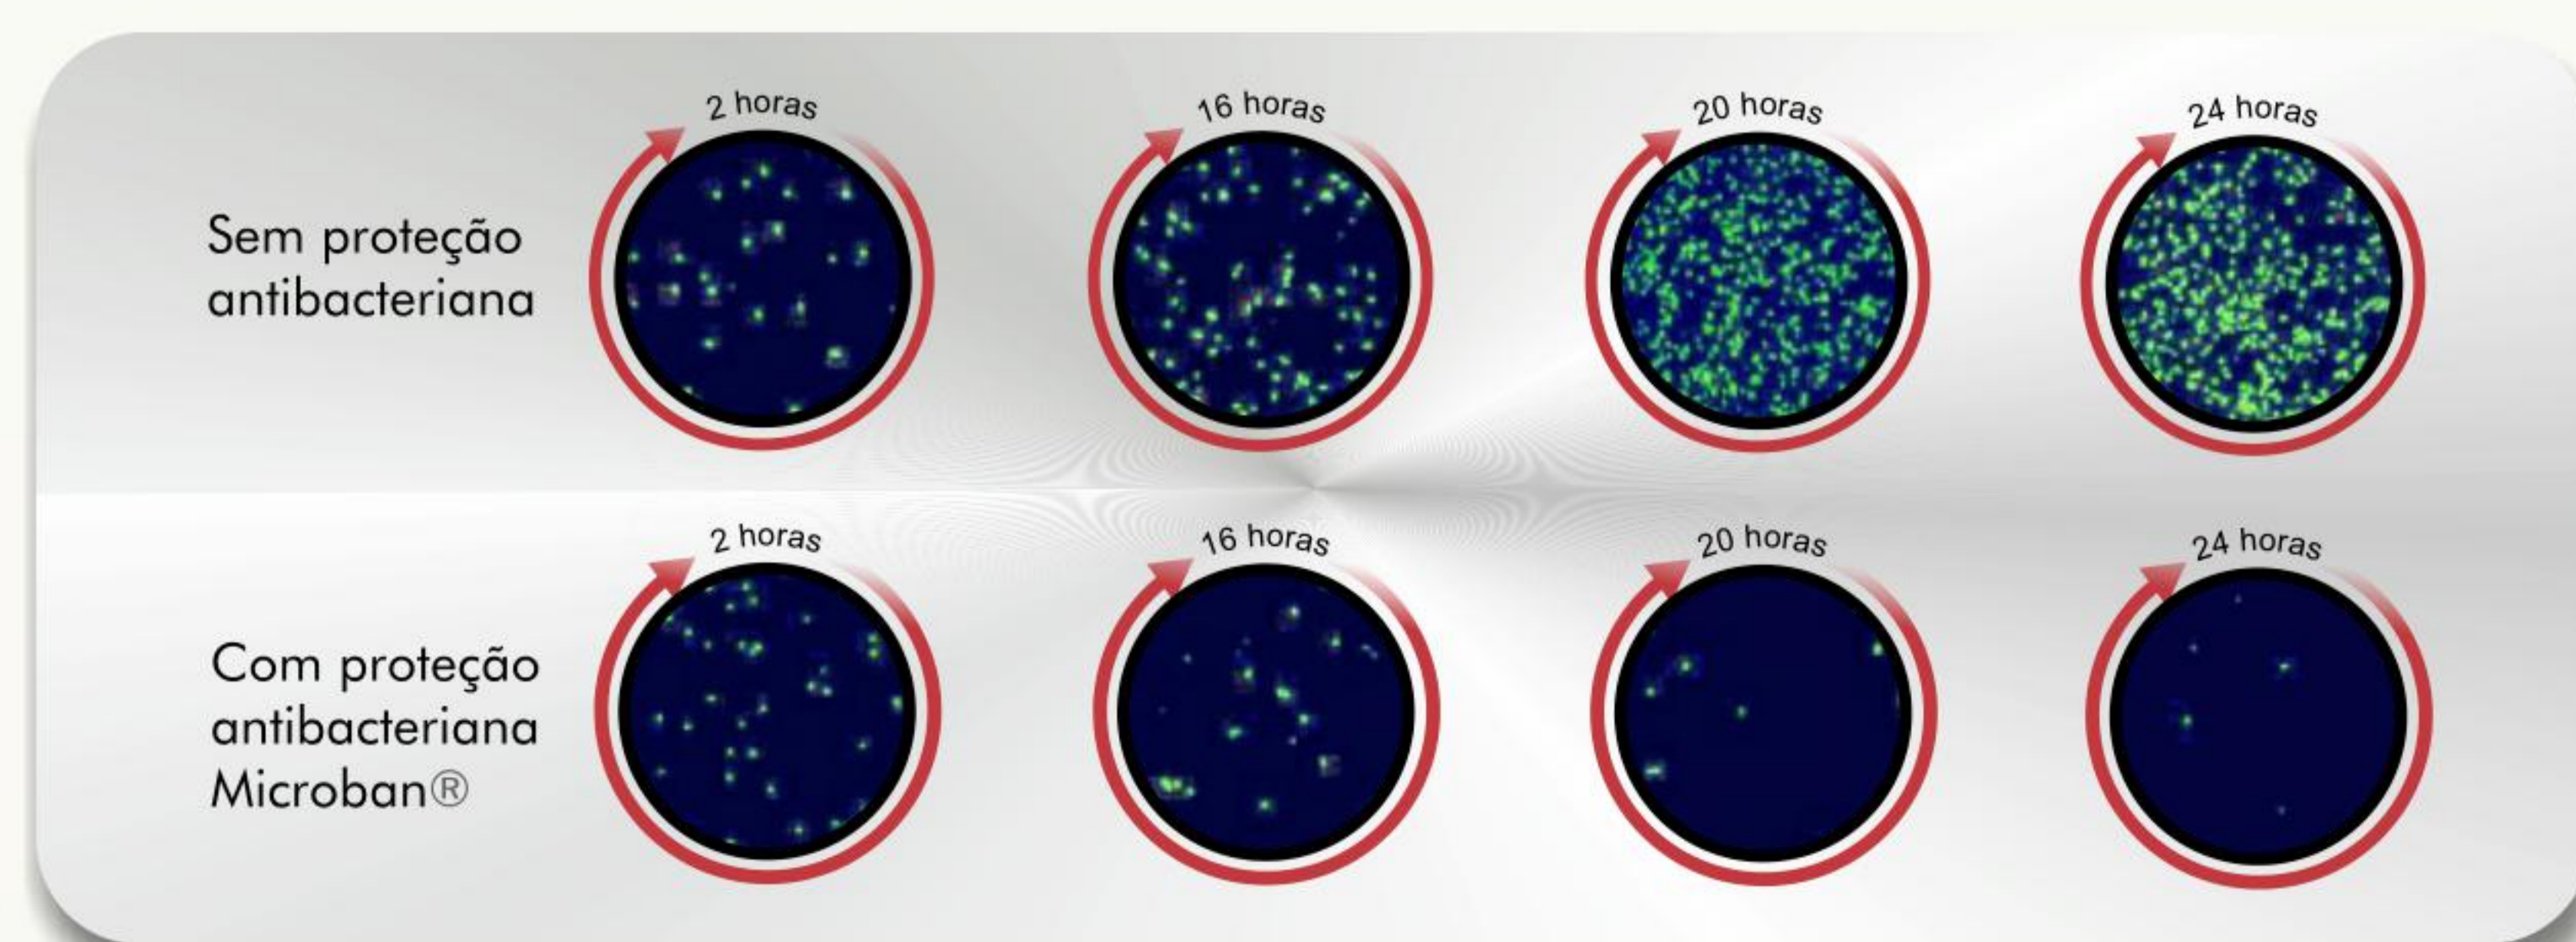 2 horas
16 horas
20 horas
24 horas
Sem proteção
antibacteriana
2 horas
16 horas
20 horas
24 horas
Com proteção
antibacteriana
Microban®